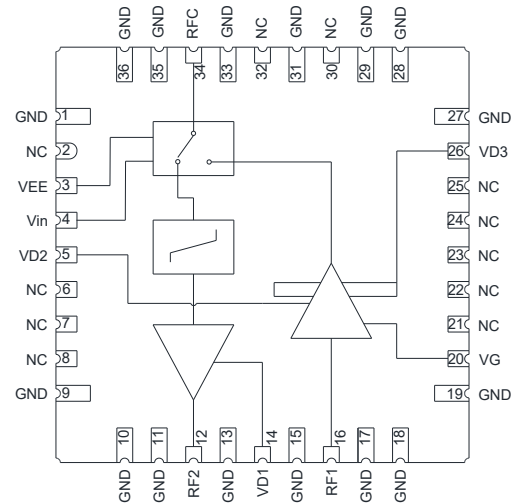 GND GND RFC GND NC GND NC GND GND
36 35 34 33 32 31 30 29 28
GND 1
NC 2
VEE 3
Vin 4
VD2 5
NC 6
NC 7
NC 8
GND 9
27 GND
26 VD3
25 NC
24 NC
23 NC
22 NC
21 NC
20 VG
19 GND
10 11 12 13 14 15 16 17 18
GND GND RF2 GND VD1 GND RF1 GND GND